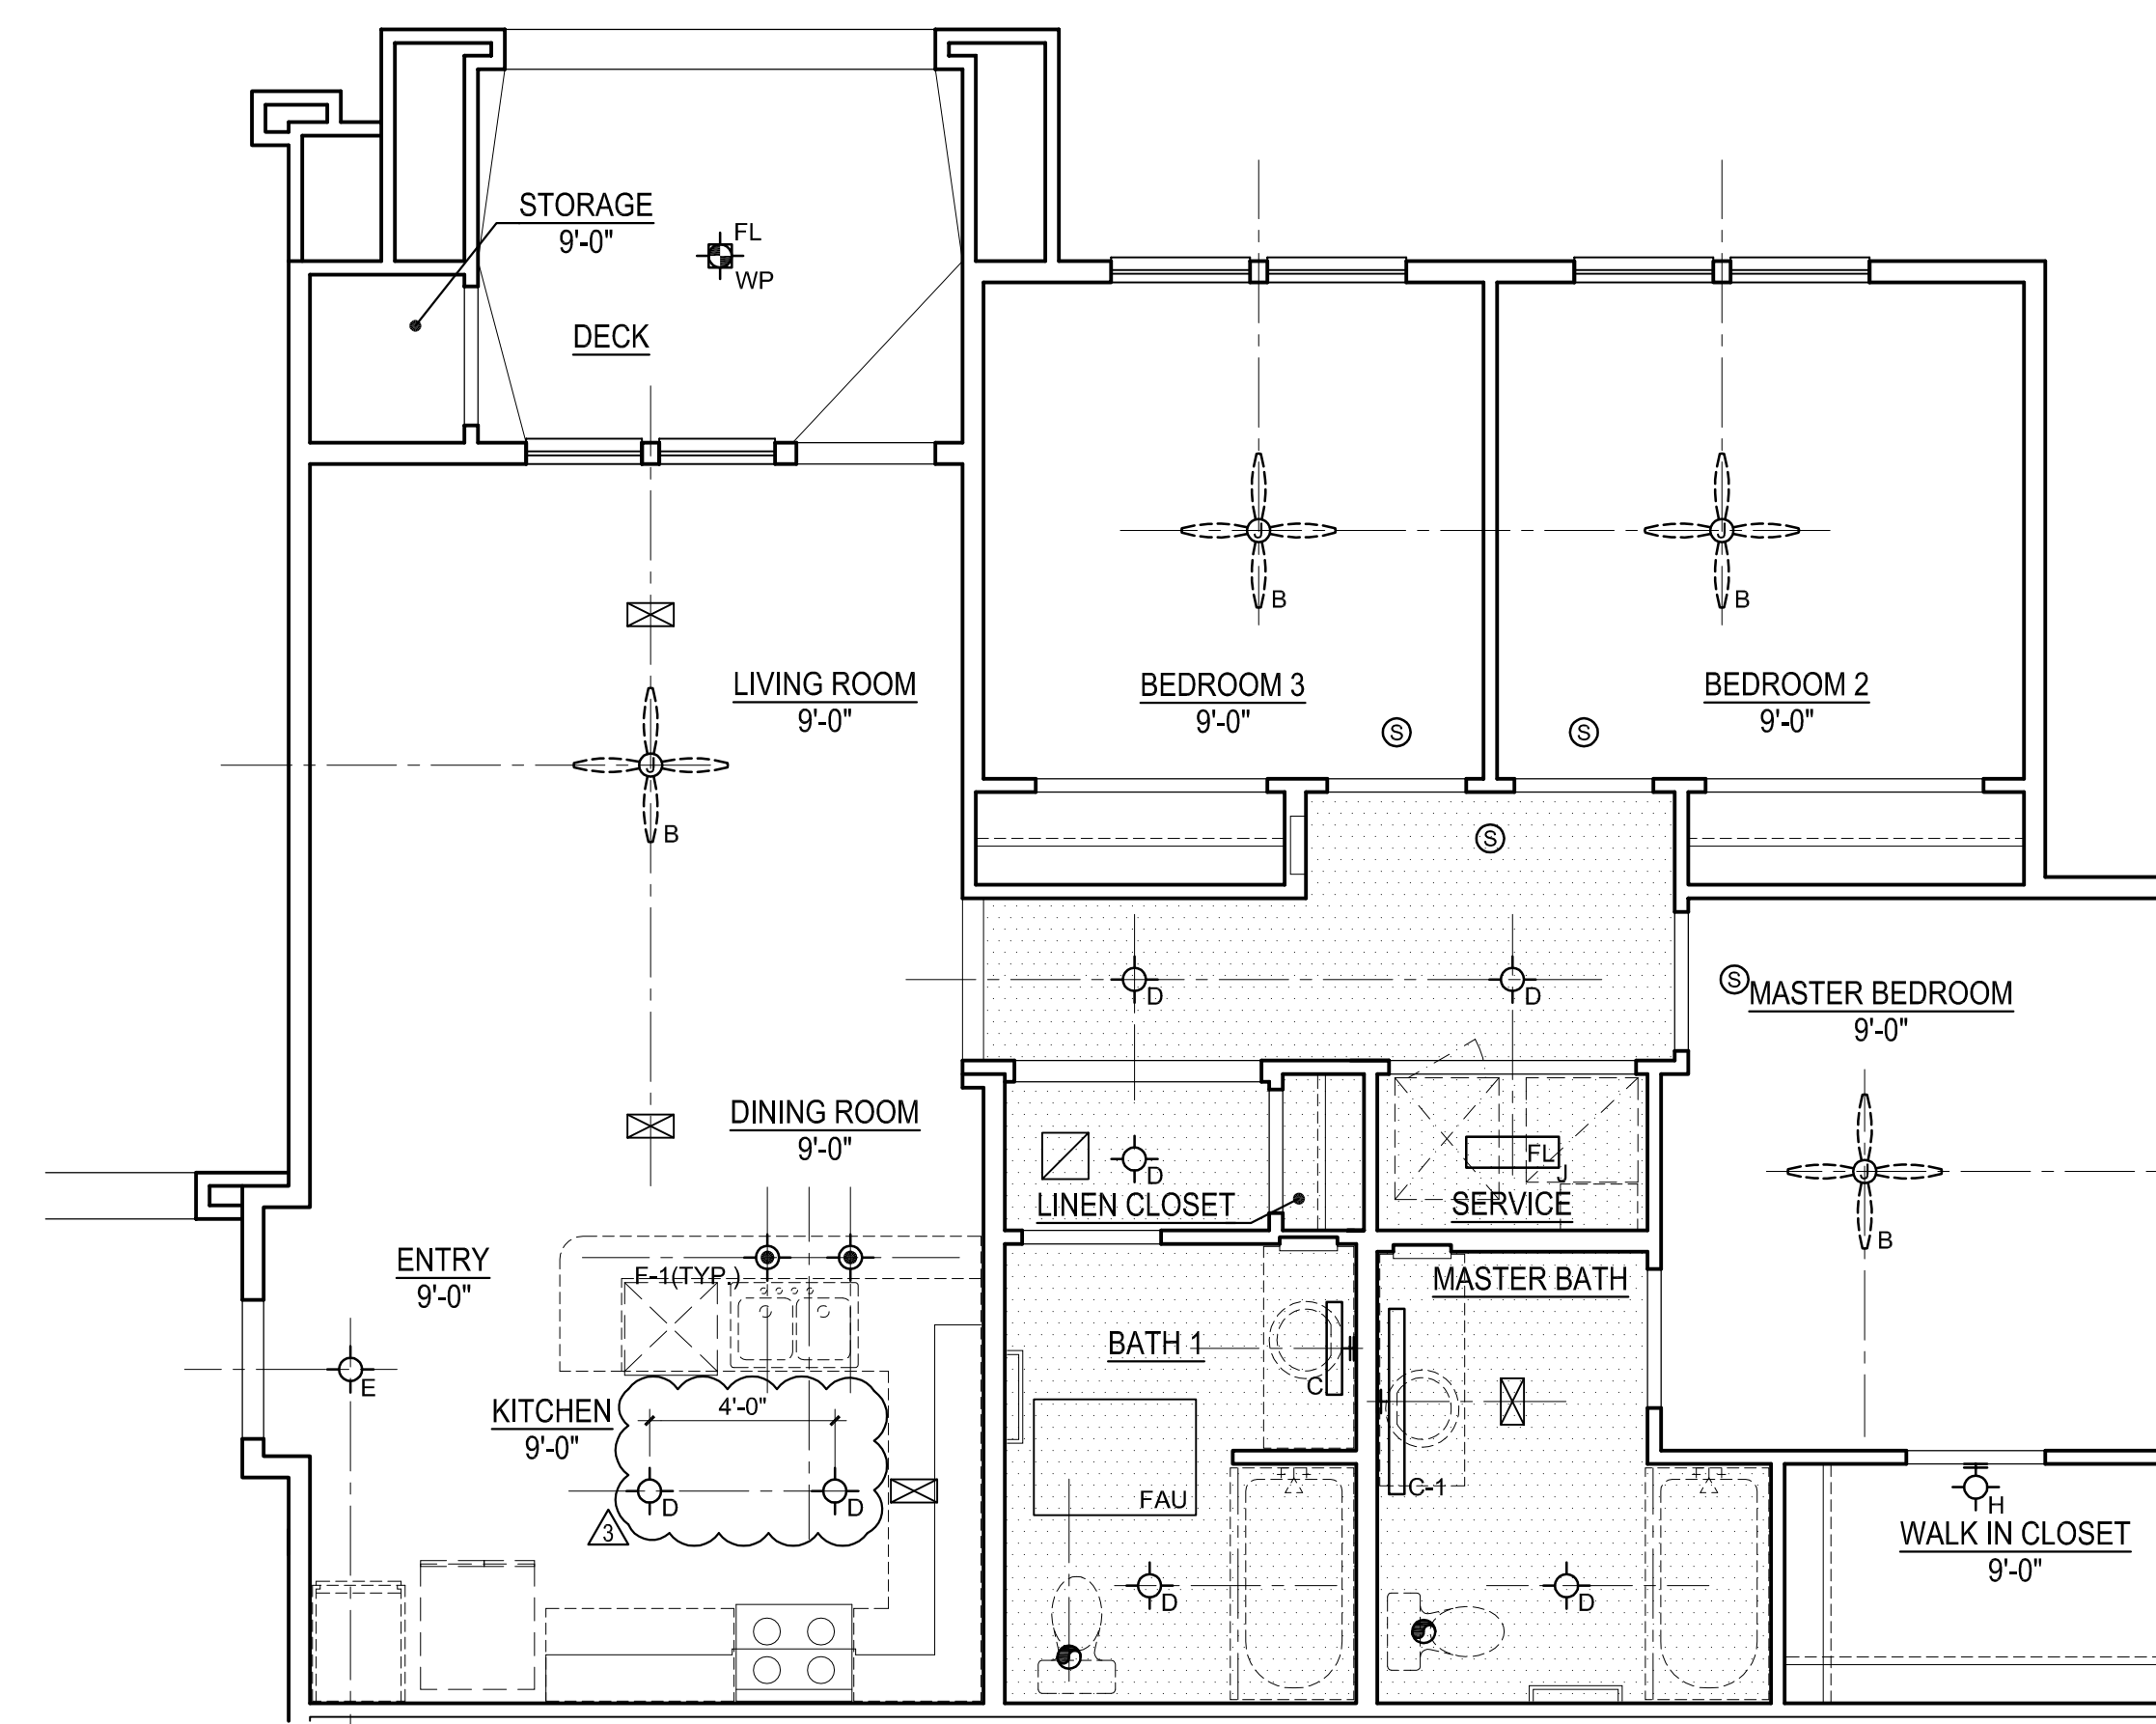 STORAGE
9'-0"
FL
WP
DECK
J
B
J
B
LIVING ROOM
9'-0"
BEDROOM 3
9'-0"
BEDROOM 2
9'-0"
S
S
J
B
S
D
D
S
MASTER BEDROOM
9'-0"
DINING ROOM
9'-0"
D
LINEN CLOSET
FL
J
SERVICE
J
B
ENTRY
9'-0"
F-1(TYP.)
MASTER BATH
BATH 1
E
C
KITCHEN
9'-0"
4'-0"
D
D
3
FAU
C-1
H
WALK IN CLOSET
9'-0"
D
D